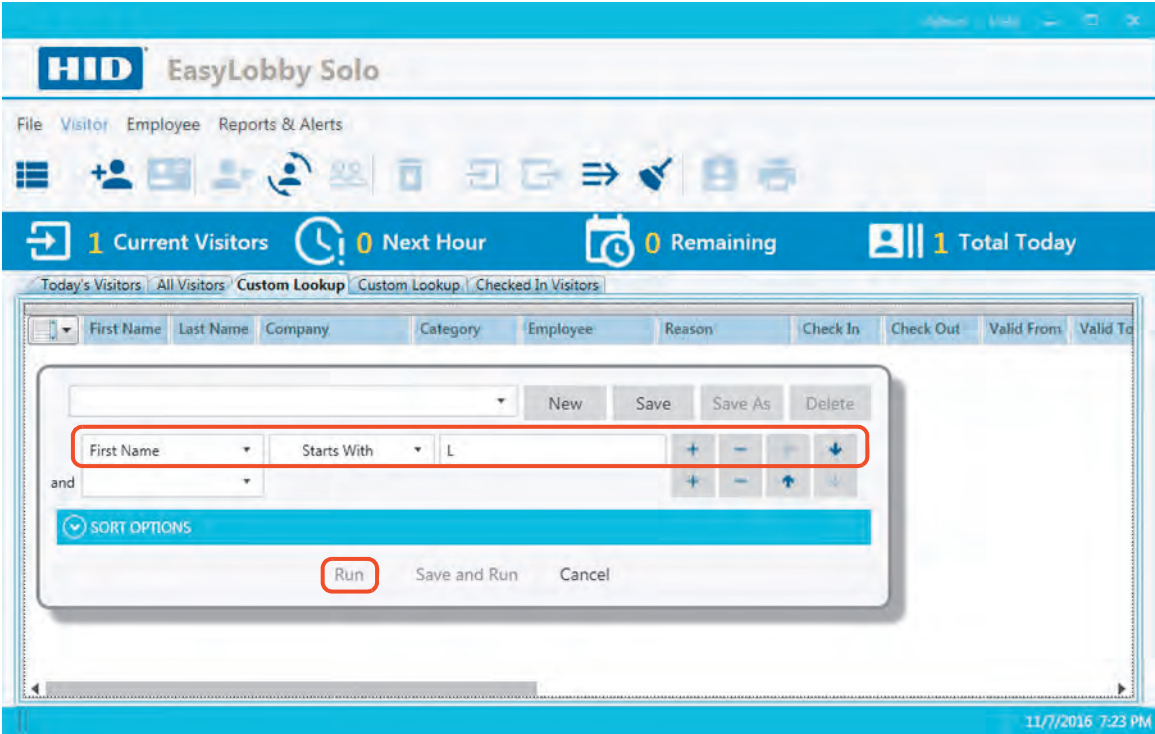 Admin Help
HID EasyLobby Solo
File Visitor Employee Reports & Alerts
1 Current Visitors 0 Next Hour 0 Remaining 1 Total Today
Today's Visitors All Visitors Custom Lookup Custom Lookup Checked In Visitors
First Name Last Name Company Category Employee Reason Check In Check Out Valid From Valid To
New Save Save As Delete
First Name Starts With L
and
SORT OPTIONS
Run Save and Run Cancel
11/7/2016 7:23 PM